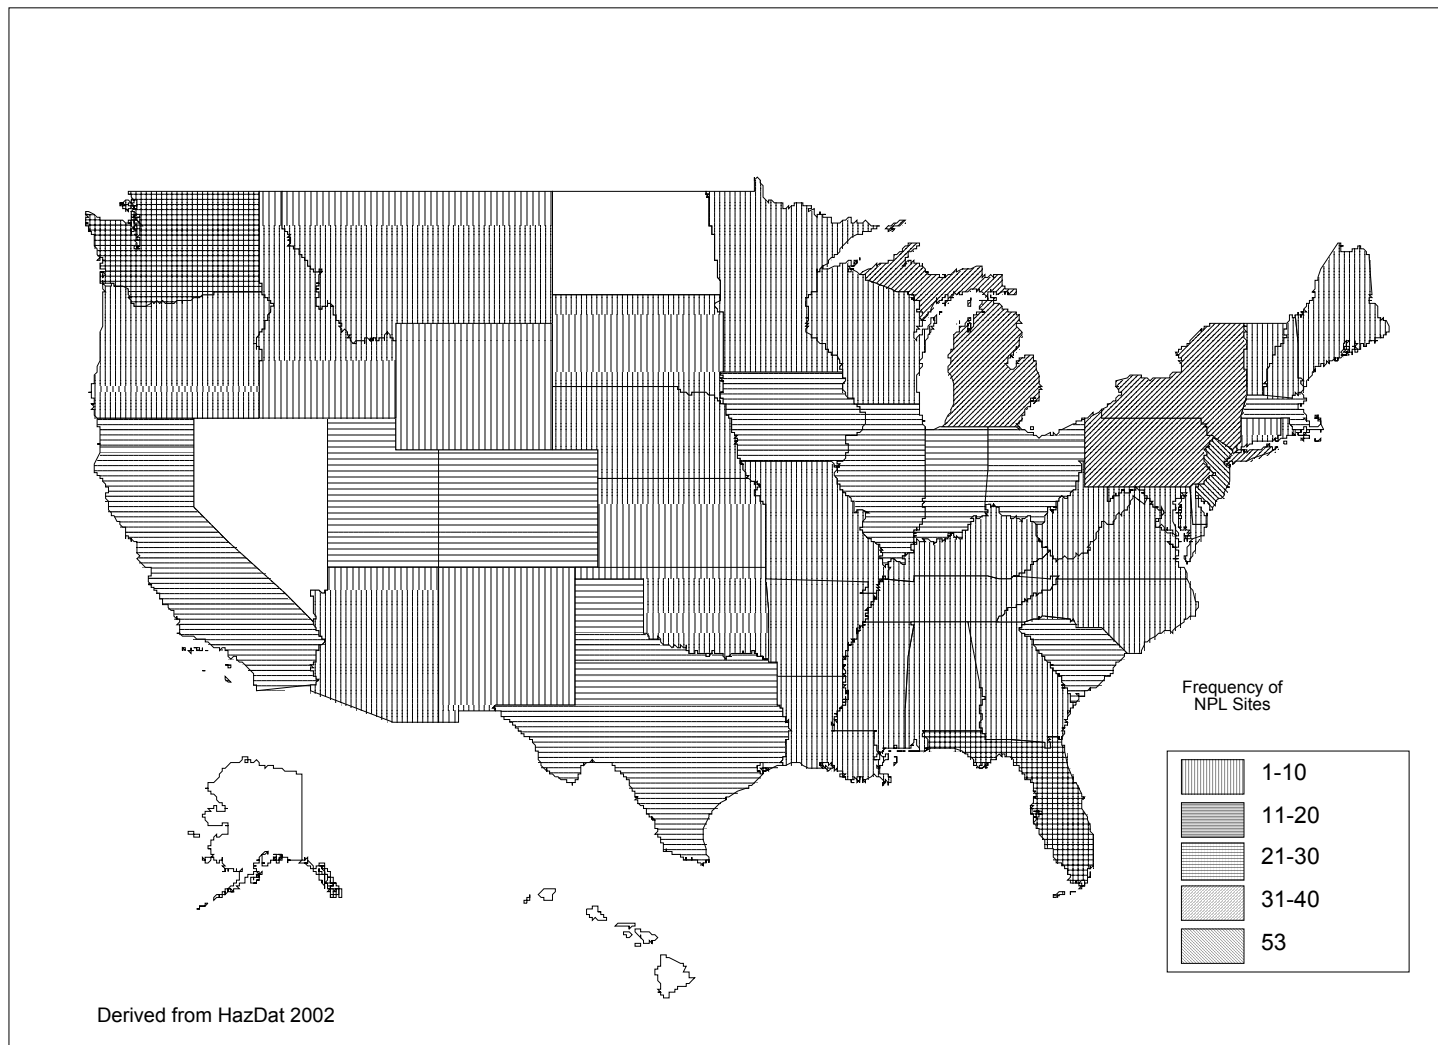 Frequency of
NPL Sites
1-10
11-20
21-30
31-40
53
Derived from HazDat 2002